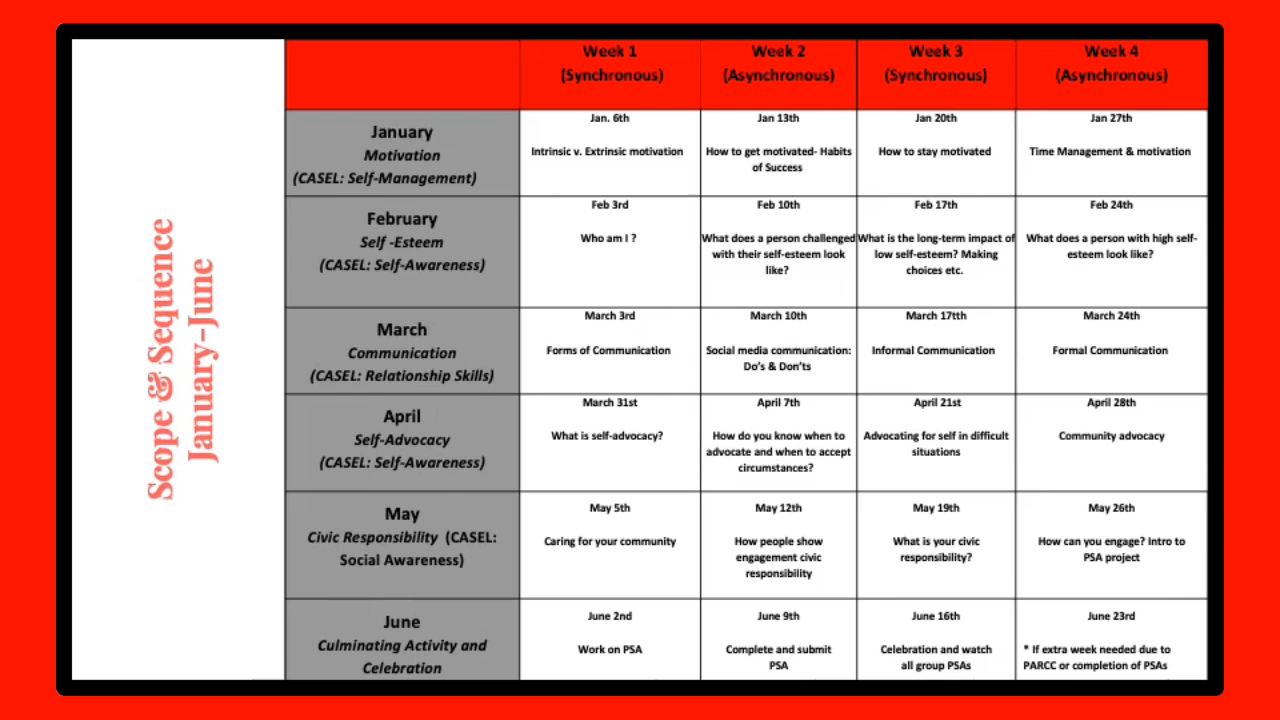 Scope & Sequence
January-June
Week 1
(Synchronous)
Week 2
(Asynchronous)
Week 3
(Synchronous)
Week 4
(Asynchronous)
January
Motivation
(CASEL: Self-Management)
Jan. 6th
Intrinsic v. Extrinsic motivation
Jan 13th
How to get motivated- Habits
of Success
Jan 20th
How to stay motivated
Jan 27th
Time Management & motivation
February
Self -Esteem
(CASEL: Self-Awareness)
Feb 3rd
Who am I ?
Feb 10th
What does a person challenged
with their self-esteem look
like?
Feb 17th
What is the long-term impact of
low self-esteem? Making
choices etc.
Feb 24th
What does a person with high self-
esteem look like?
March
Communication
(CASEL: Relationship Skills)
March 3rd
Forms of Communication
March 10th
Social media communication:
Do's & Don'ts
March 17tth
Informal Communication
March 24th
Formal Communication
April
Self-Advocacy
(CASEL: Self-Awareness)
March 31st
What is self-advocacy?
April 7th
How do you know when to
advocate and when to accept
circumstances?
April 21st
Advocating for self in difficult
situations
April 28th
Community advocacy
May
Civic Responsibility (CASEL:
Social Awareness)
May 5th
Caring for your community
May 12th
How people show
engagement civic
responsibility
May 19th
What is your civic
responsibility?
May 26th
How can you engage? Intro to
PSA project
June
Culminating Activity and
Celebration
June 2nd
Work on PSA
June 9th
Complete and submit
PSA
June 16th
Celebration and watch
all group PSAs
June 23rd
* If extra week needed due to
PARCC or completion of PSAs